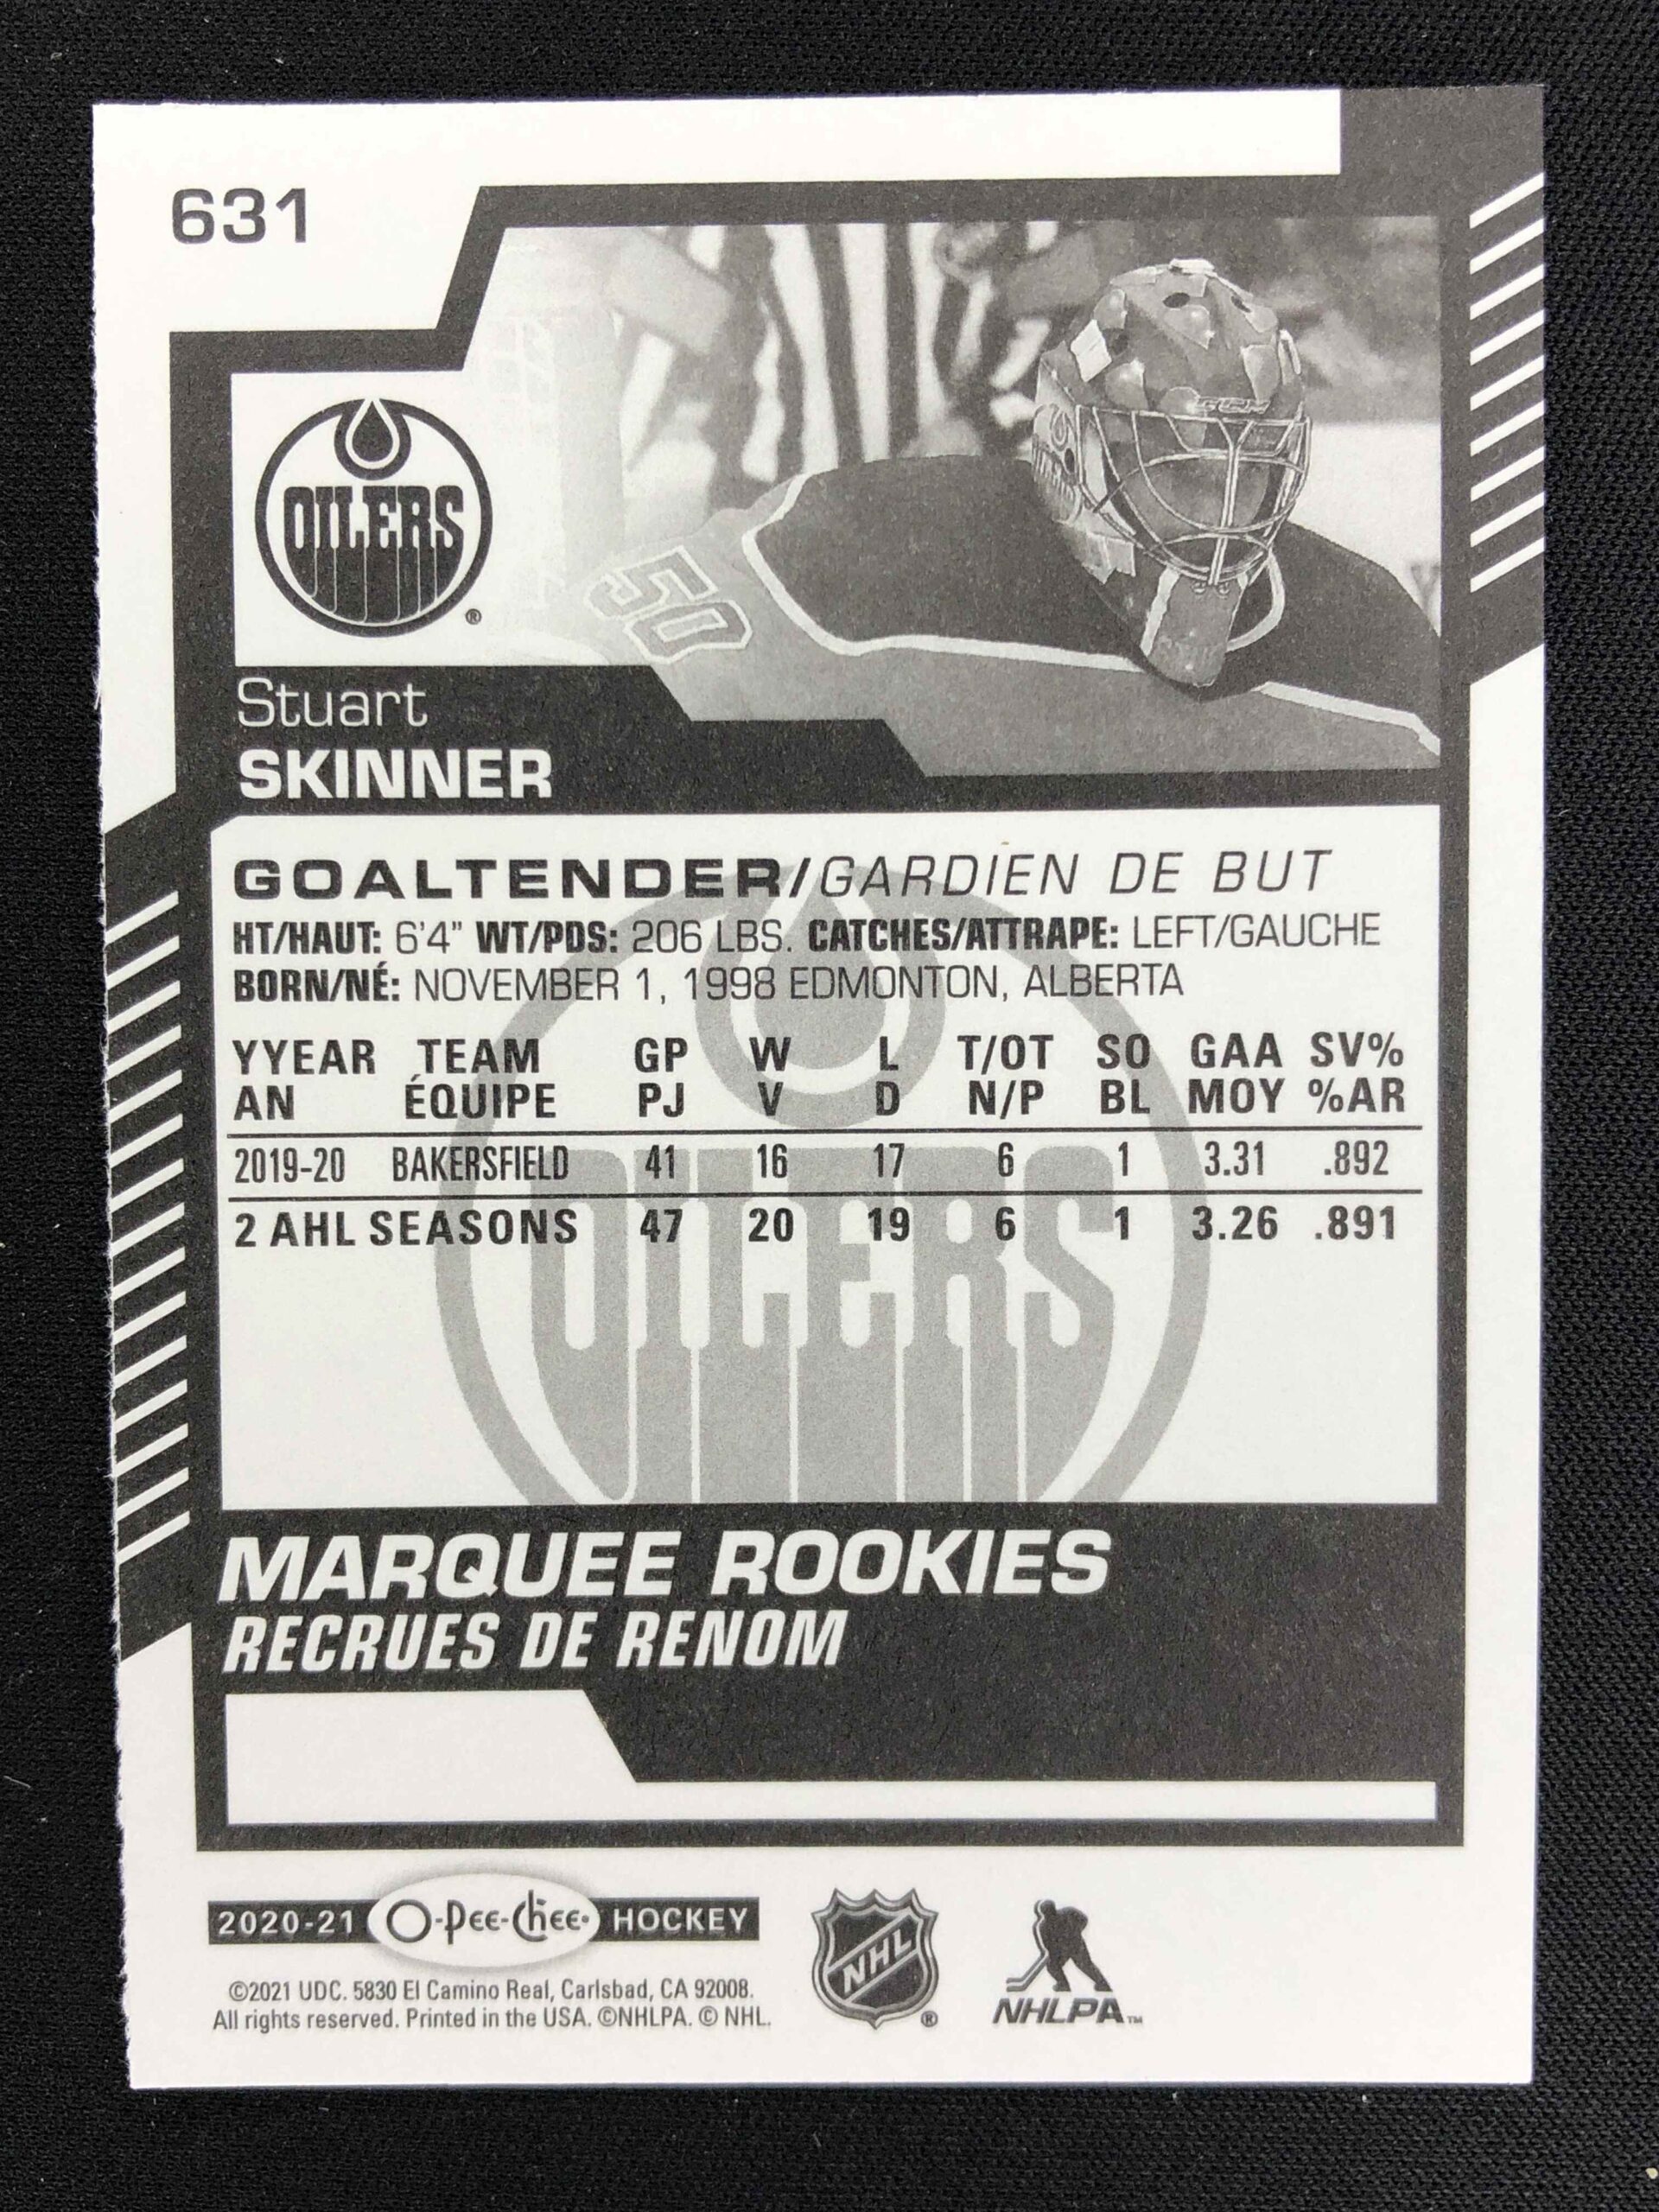 631
50
OILERS
®
Stuart
SKINNER
GOALTENDER/GARDIEN DE BUT
HT/HAUT: 6'4" WT/PDS: 206 LBS. CATCHES/ATTRAPE: LEFT/GAUCHE
BORN/NÉ: NOVEMBER 1, 1998 EDMONTON, ALBERTA
YYEAR TEAM GP W L T/OT SO GAA SV%
AN ÉQUIPE PJ V D N/P BL MOY %AR
2019-20 BAKERSFIELD 41 16 17 6 1 3.31 .892
2 AHL SEASONS 47 20 19 6 1 3.26 .891
OILERS
MARQUEE ROOKIES
RECRUES DE RENOM
2020-21 O-Pee-Chee HOCKEY
©2021 UDC. 5830 El Camino Real, Carlsbad, CA 92008.
All rights reserved. Printed in the USA. ©NHLPA. © NHL.
NHL ®
NHLPA™